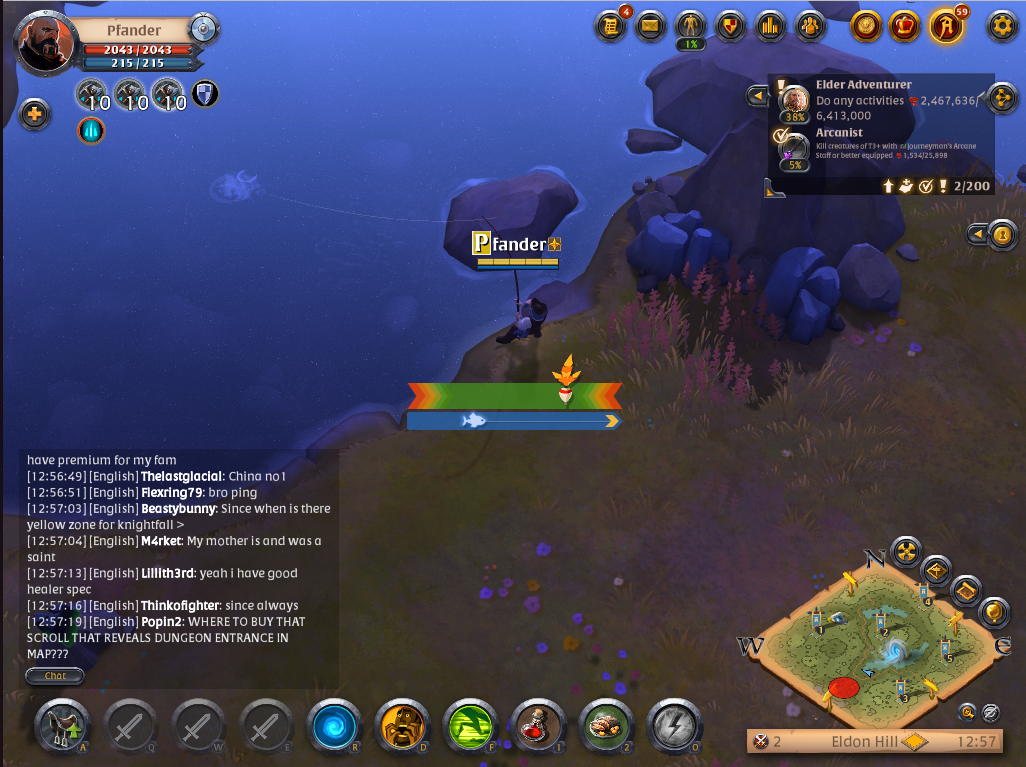 Pfander
2043/2043
215/215
10 10 10
4
59
1%
Elder Adventurer
Do any activities 2,467,636/
6,413,000
38%
Arcanist
Kill creatures of T3+ with a Journeyman's Arcane
Staff or better equipped 1,534/25,898
5%
2/200
Pfander
have premium for my fam
[12:56:49] [English] Thelastglacial: China no1
[12:56:51] [English] Flexring79: bro ping
[12:57:03] [English] Beastybunny: Since when is there
yellow zone for knightfall >
[12:57:04] [English] M4rket: My mother is and was a
saint
[12:57:13] [English] Lillith3rd: yeah i have good
healer spec
[12:57:16] [English] Thinkofighter: since always
[12:57:19] [English] Popin2: WHERE TO BUY THAT
SCROLL THAT REVEALS DUNGEON ENTRANCE IN
MAP???
Chat
A Q W E R D F 1 2 O
N
W
E
1
2
4
5
3
2 Eldon Hill 12:57